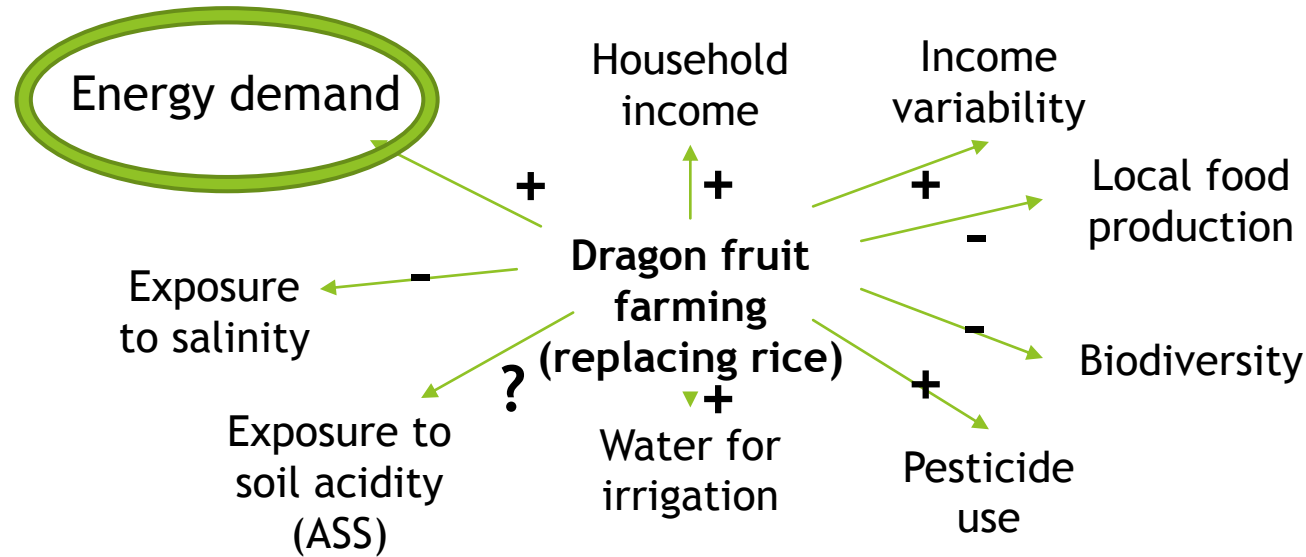 Energy demand
Household
income
Income
variability
+
+
+
Local food
production
-
Dragon fruit
farming
(replacing rice)
-
Exposure
to salinity
-
Biodiversity
?
+
+
Exposure to
soil acidity
(ASS)
Water for
irrigation
Pesticide
use